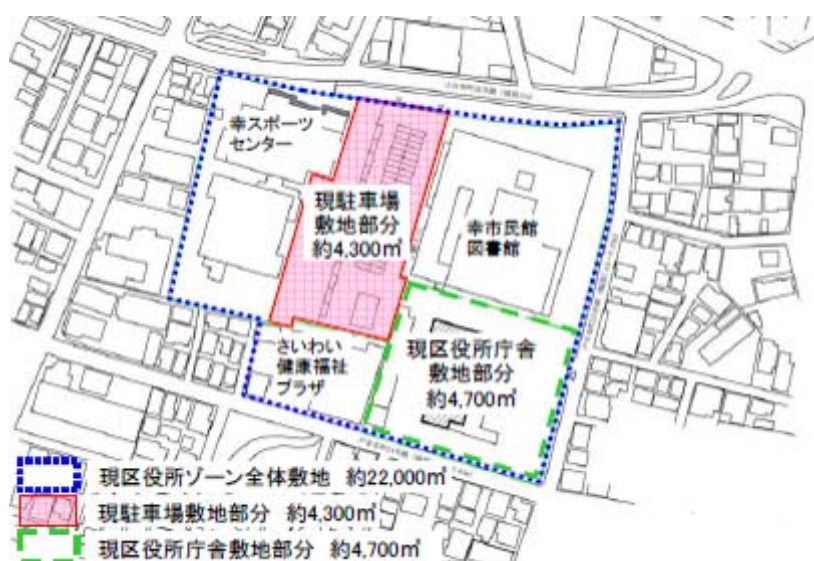 幸スポーツ
センター
現駐車場
敷地部分
約4,300㎡
幸市民館
図書館
さいわい
健康福祉
プラザ
現区役所庁舎
敷地部分
約4,700㎡
現区役所ゾーン全体敷地 約22,000㎡
現駐車場敷地部分 約4,300㎡
現区役所庁舎敷地部分 約4,700㎡